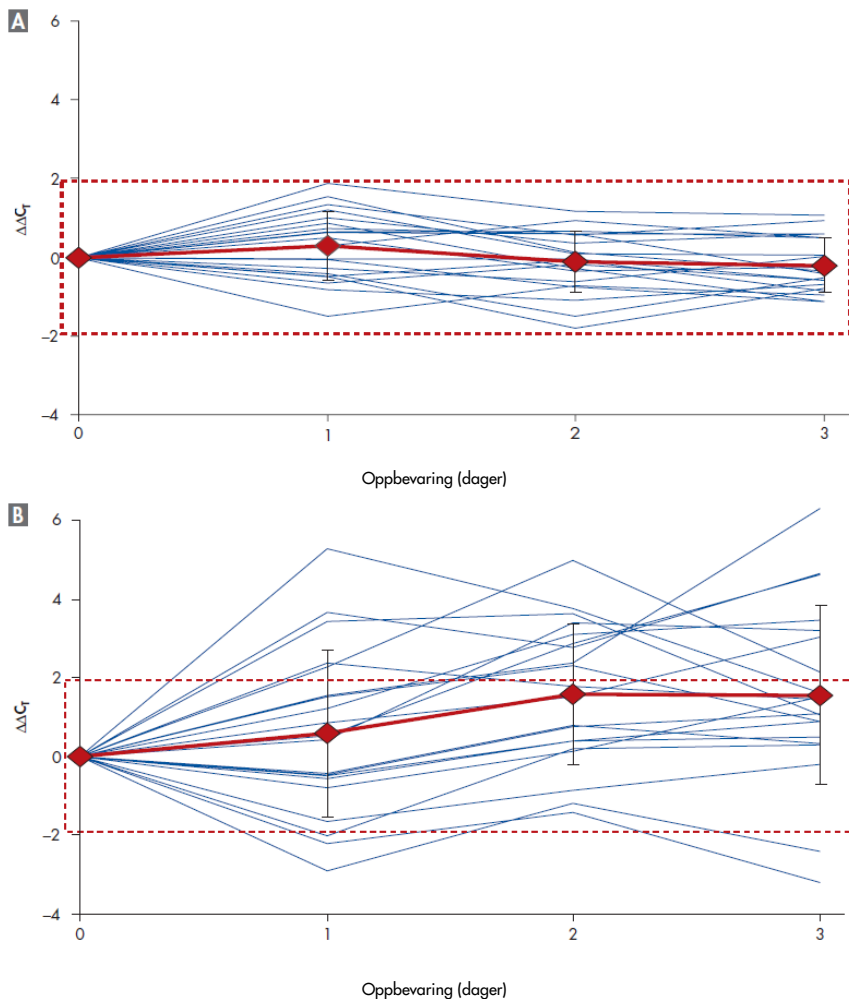 A
6
4
2
0
–2
–4
ΔΔCT
0 1 2 3
Oppbevaring (dager)
B
6
4
2
0
–2
–4
ΔΔCT
0 1 2 3
Oppbevaring (dager)